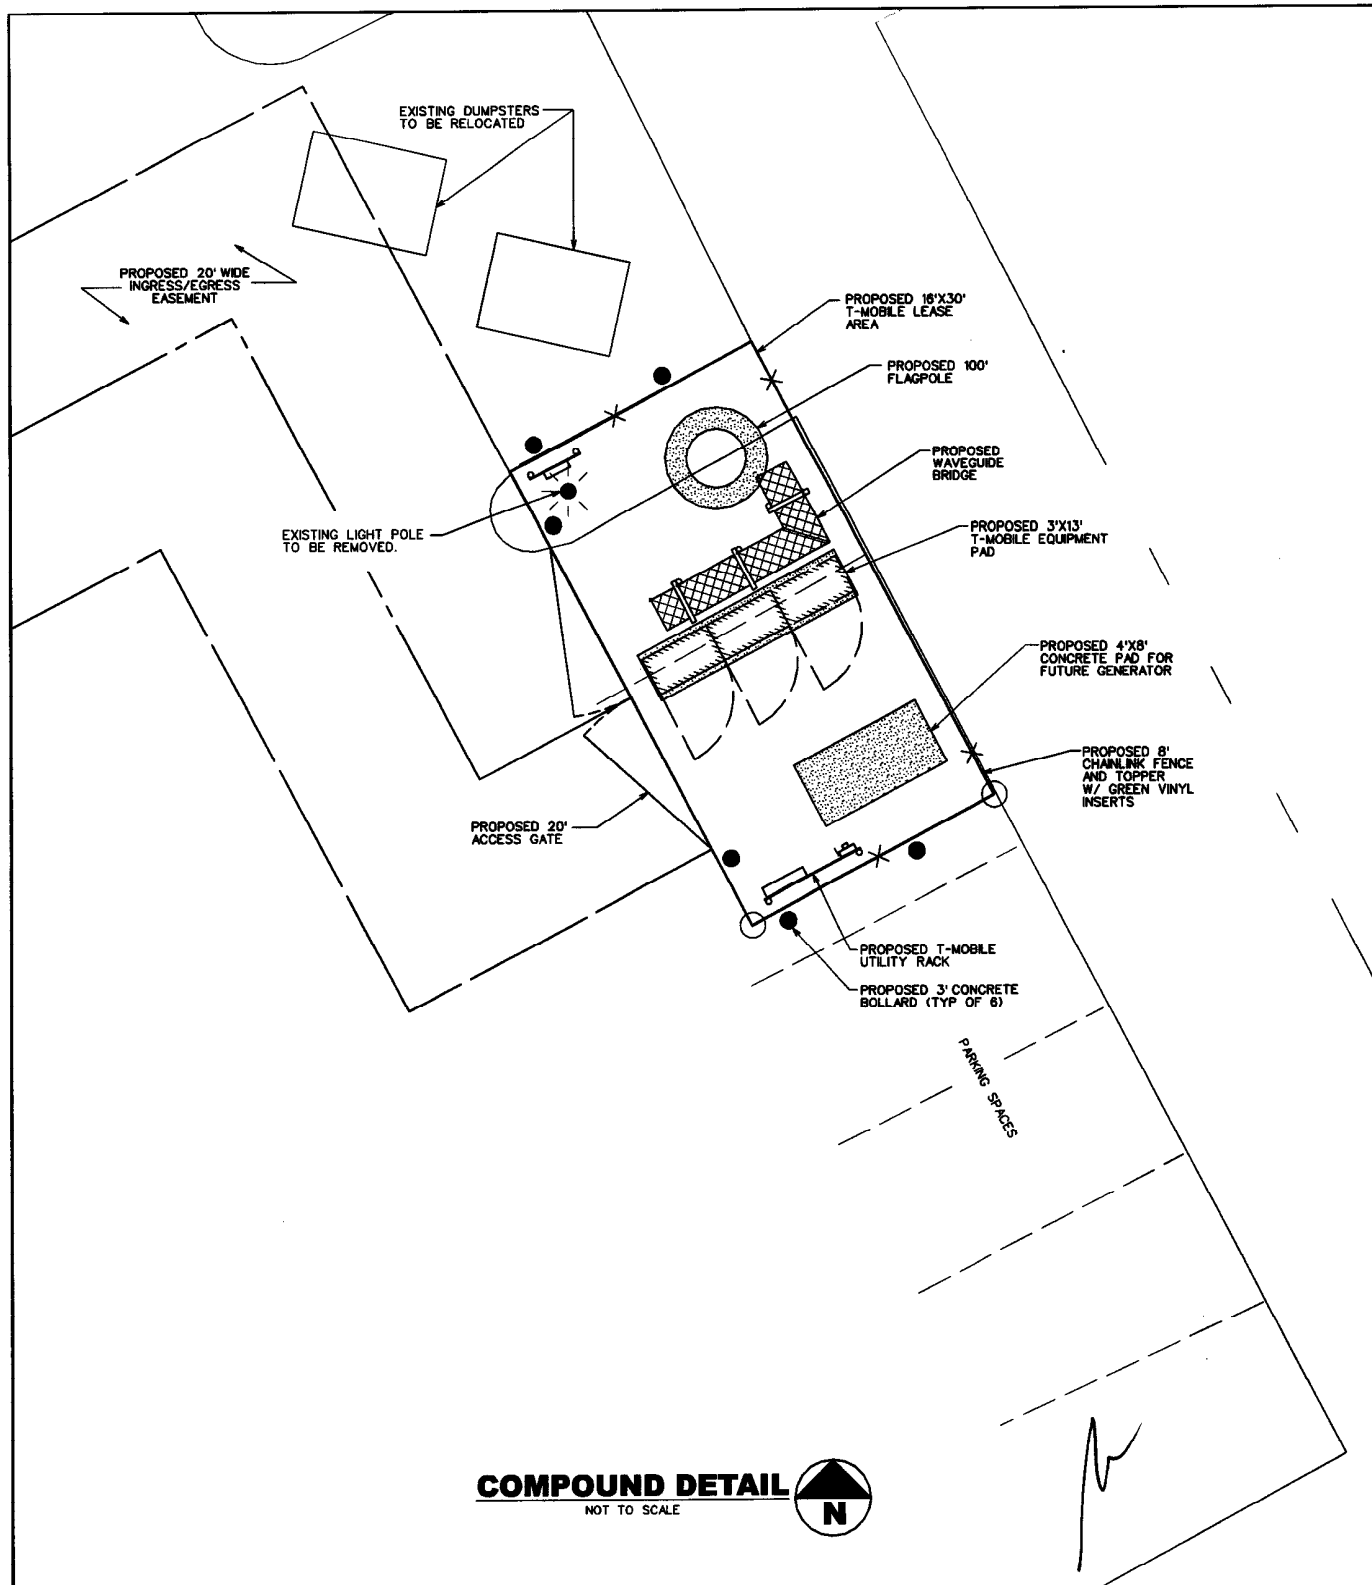 EXISTING DUMPSTERS
TO BE RELOCATED
PROPOSED 20' WIDE
INGRESS/EGRESS
EASEMENT
PROPOSED 16'X30'
T-MOBILE LEASE
AREA
PROPOSED 100'
FLAGPOLE
PROPOSED
WAVEGUIDE
BRIDGE
EXISTING LIGHT POLE
TO BE REMOVED.
PROPOSED 3'X13'
T-MOBILE EQUIPMENT
PAD
PROPOSED 4'X8'
CONCRETE PAD FOR
FUTURE GENERATOR
PROPOSED 8'
CHAINLINK FENCE
AND TOPPER
W/ GREEN VINYL
INSERTS
PROPOSED 20'
ACCESS GATE
PROPOSED T-MOBILE
UTILITY RACK
PROPOSED 3' CONCRETE
BOLLARD (TYP OF 6)
PARKING SPACES
COMPOUND DETAIL
NOT TO SCALE
N